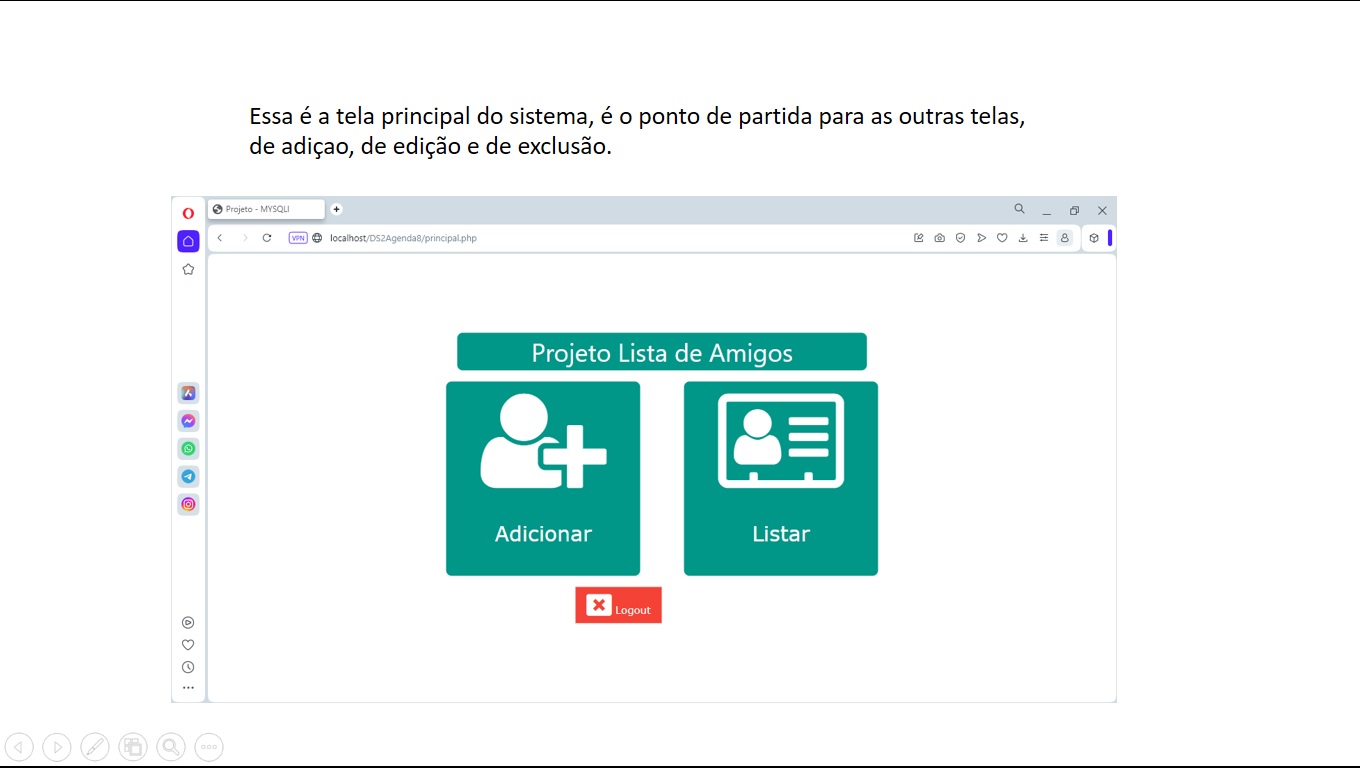 Essa é a tela principal do sistema, é o ponto de partida para as outras telas,
de adiçao, de edição e de exclusão.
Projeto - MYSQLI
VPN localhost/DS2Agenda8/principal.php
Projeto Lista de Amigos
Adicionar
Listar
Logout